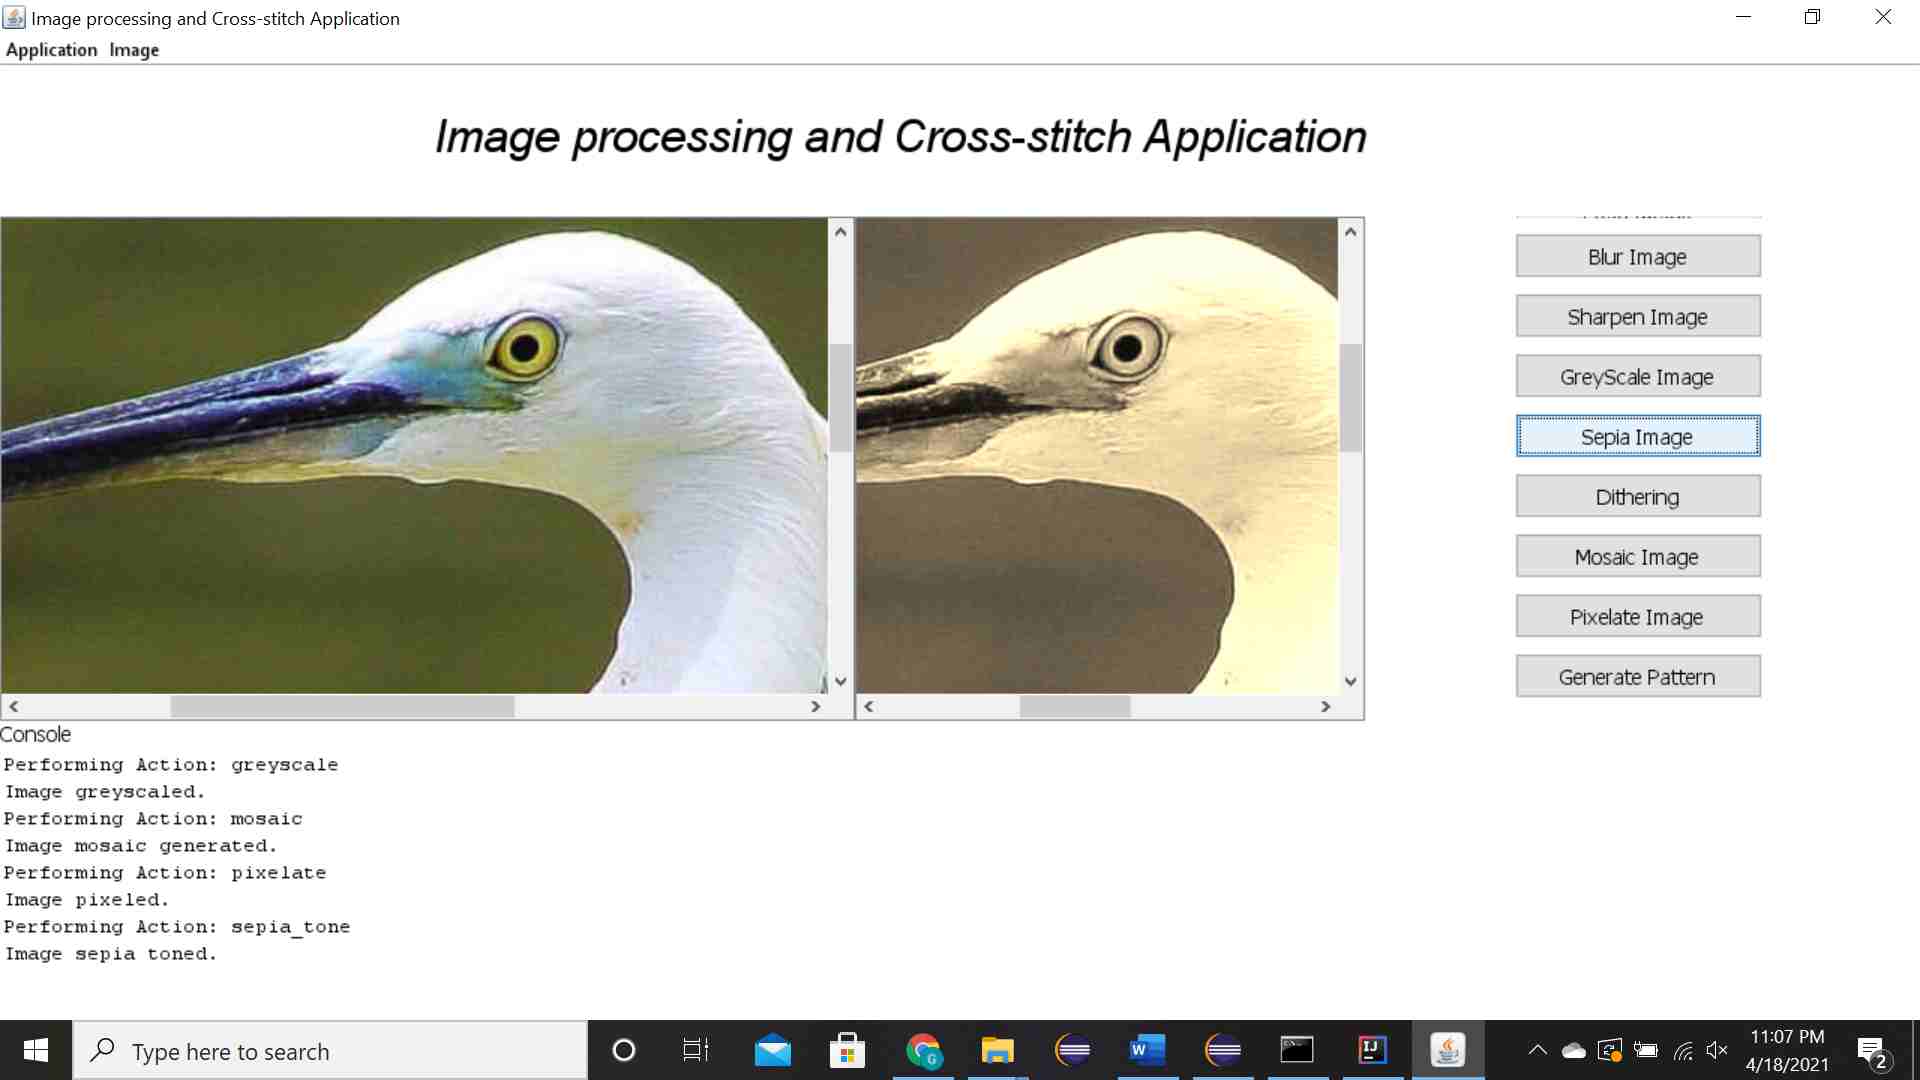 Image processing and Cross-stitch Application
Application Image
Image processing and Cross-stitch Application
Blur Image
Sharpen Image
GreyScale Image
Sepia Image
Dithering
Mosaic Image
Pixelate Image
Generate Pattern
Console
Performing Action: greyscale
Image greyscaled.
Performing Action: mosaic
Image mosaic generated.
Performing Action: pixelate
Image pixeled.
Performing Action: sepia_tone
Image sepia toned.
Type here to search
G
W
IJ
11:07 PM
4/18/2021
2